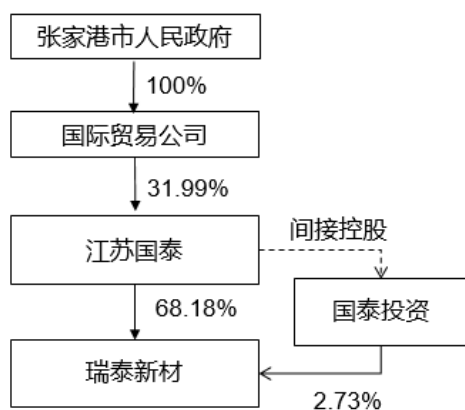 张家港市人民政府
100%
国际贸易公司
31.99%
江苏国泰
间接控股
68.18%
国泰投资
瑞泰新材
2.73%